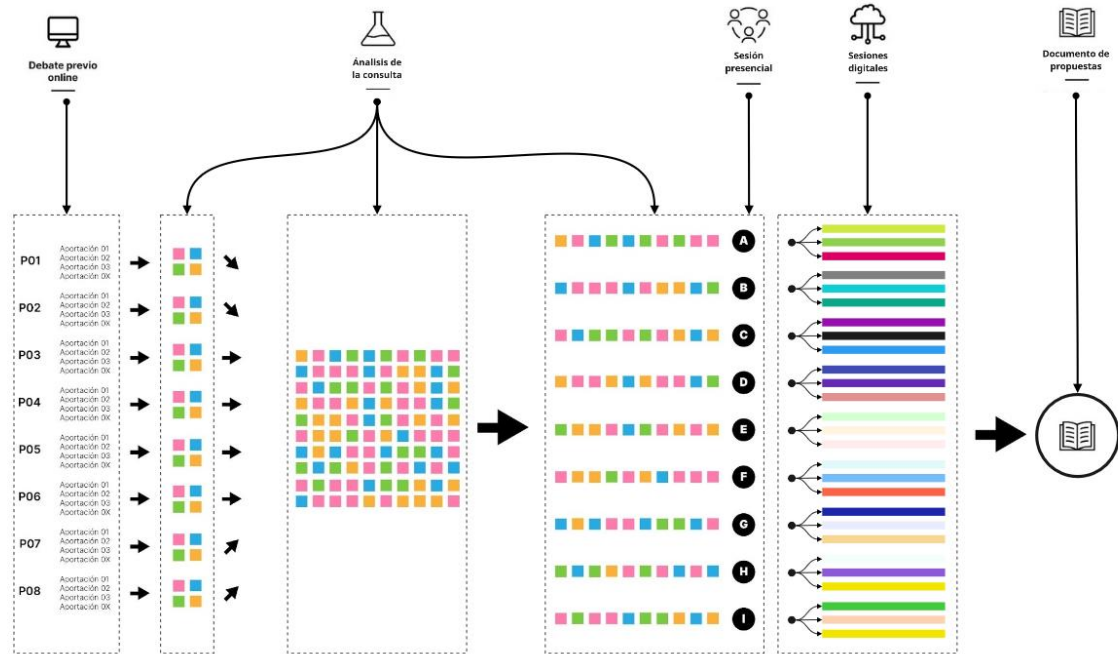 Debate previo
online
Ánalisis de
la consulta
Sesión
presencial
Sesiones
digitales
Documento de
propuestas
P01
Aportación 01
Aportación 02
Aportación 03
Aportación 0X
P02
Aportación 01
Aportación 02
Aportación 03
Aportación 0X
P03
Aportación 01
Aportación 02
Aportación 03
Aportación 0X
P04
Aportación 01
Aportación 02
Aportación 03
Aportación 0X
P05
Aportación 01
Aportación 02
Aportación 03
Aportación 0X
P06
Aportación 01
Aportación 02
Aportación 03
Aportación 0X
P07
Aportación 01
Aportación 02
Aportación 03
Aportación 0X
P08
Aportación 01
Aportación 02
Aportación 03
Aportación 0X
A
B
C
D
E
F
G
H
I